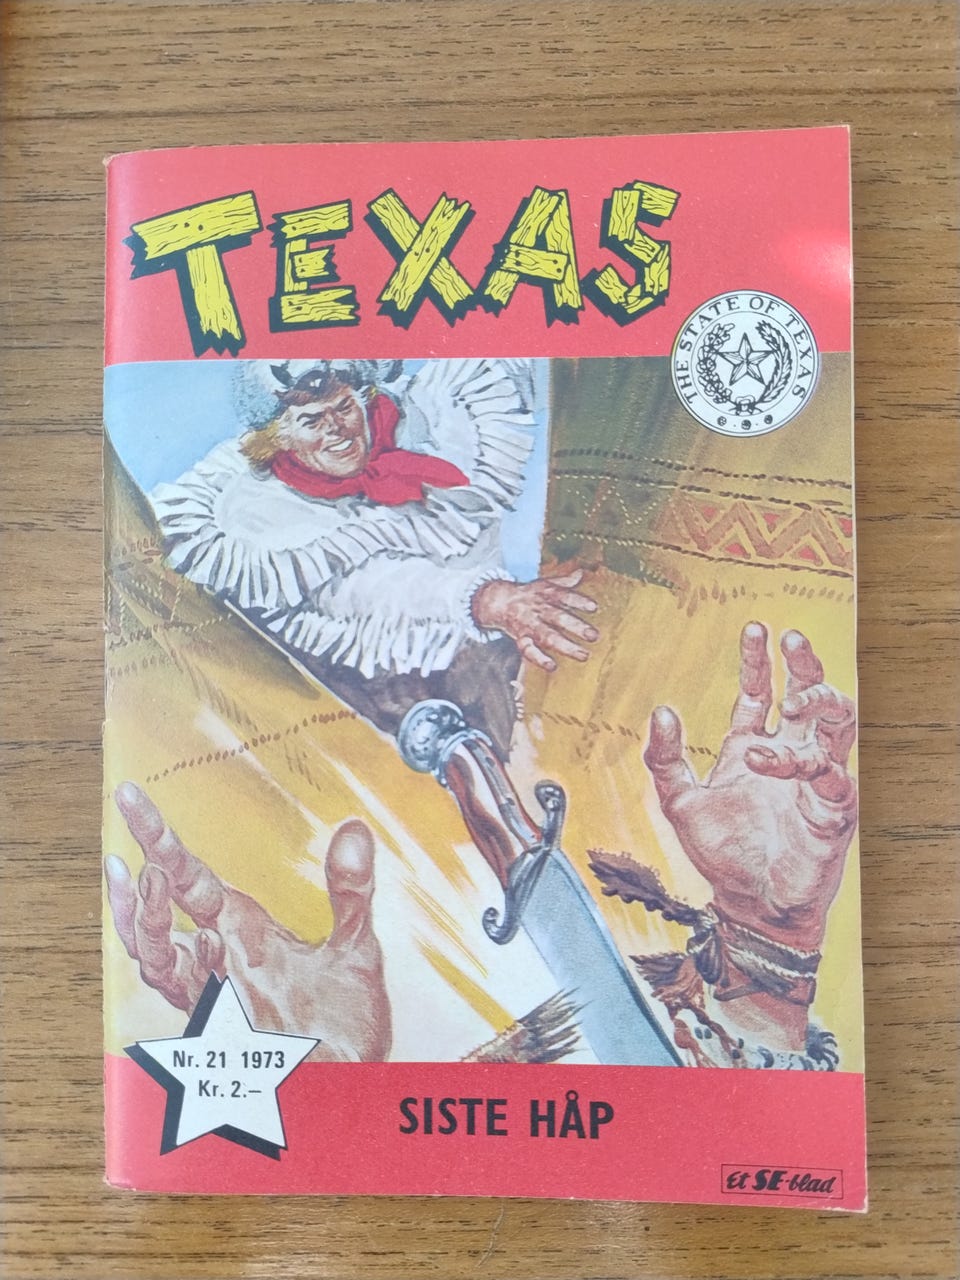 TEXAS
THE STATE OF TEXAS
Nr. 21 1973
Kr. 2.–
SISTE HÅP
Et SE-blad